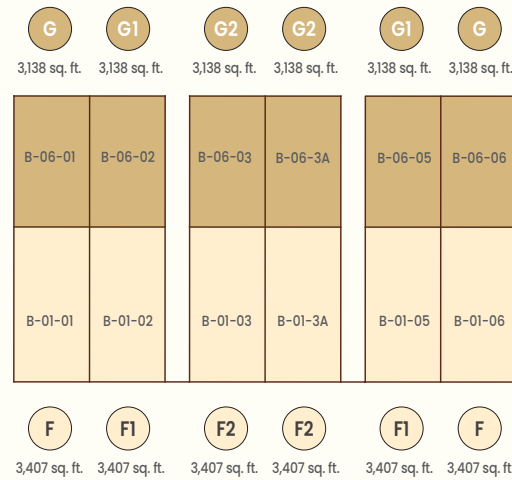 G G1 G2 G2 G1 G
3,138 sq. ft. 3,138 sq. ft. 3,138 sq. ft. 3,138 sq. ft. 3,138 sq. ft. 3,138 sq. ft.
B-06-01 B-06-02 B-06-03 B-06-3A B-06-05 B-06-06
B-01-01 B-01-02 B-01-03 B-01-3A B-01-05 B-01-06
F F1 F2 F2 F1 F
3,407 sq. ft. 3,407 sq. ft. 3,407 sq. ft. 3,407 sq. ft. 3,407 sq. ft. 3,407 sq. ft